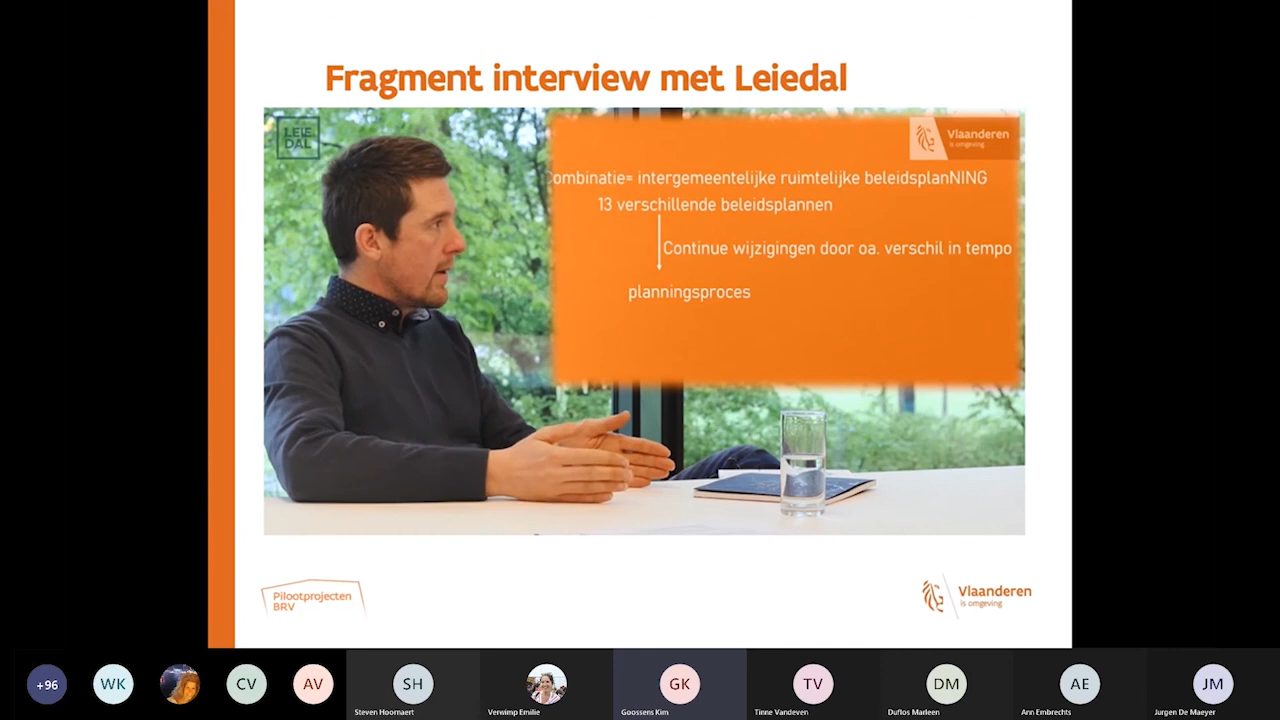 Fragment interview met Leiedal
LEIE
DAL
Vlaanderen
is omgeving
Combinatie= intergemeentelijke ruimtelijke beleidsplanNING
13 verschillende beleidsplannen
Continue wijzigingen door oa. verschil in tempo
planningsproces
Pilootprojecten
BRV
Vlaanderen
is omgeving
+96
WK
CV
AV
SH
GK
TV
DM
AE
JM
Steven Hoornaert
Verwimp Emilie
Goossens Kim
Tinne Vandeven
Duflos Marleen
Ann Embrechts
Jurgen De Maeyer